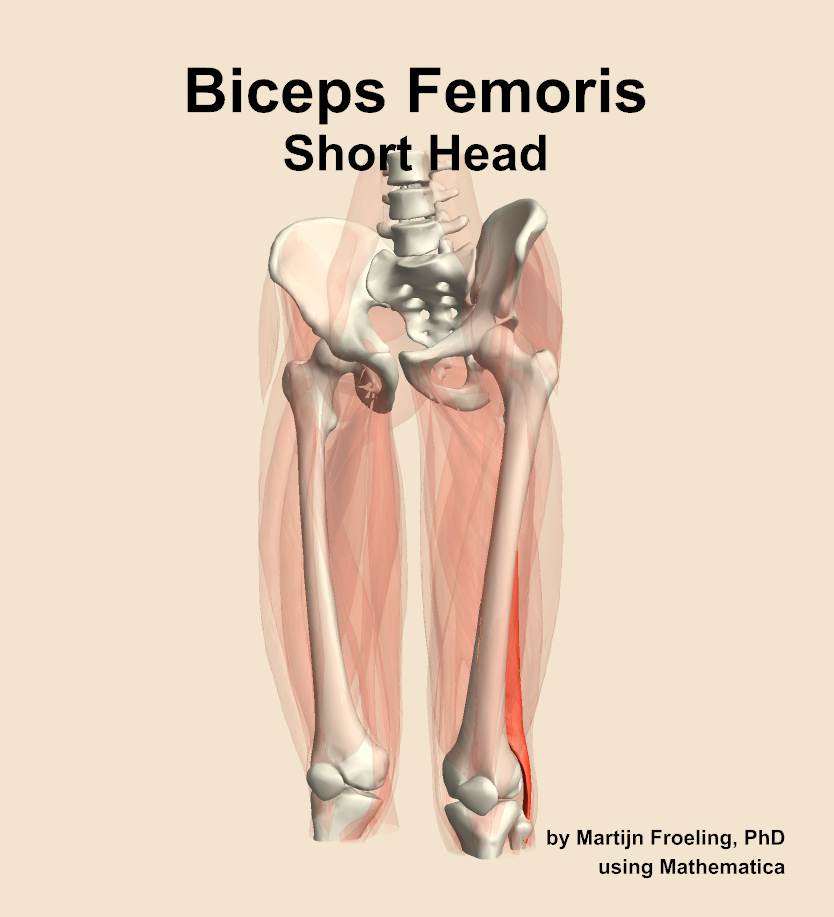 Biceps Femoris
Short Head
by Martijn Froeling, PhD
using Mathematica